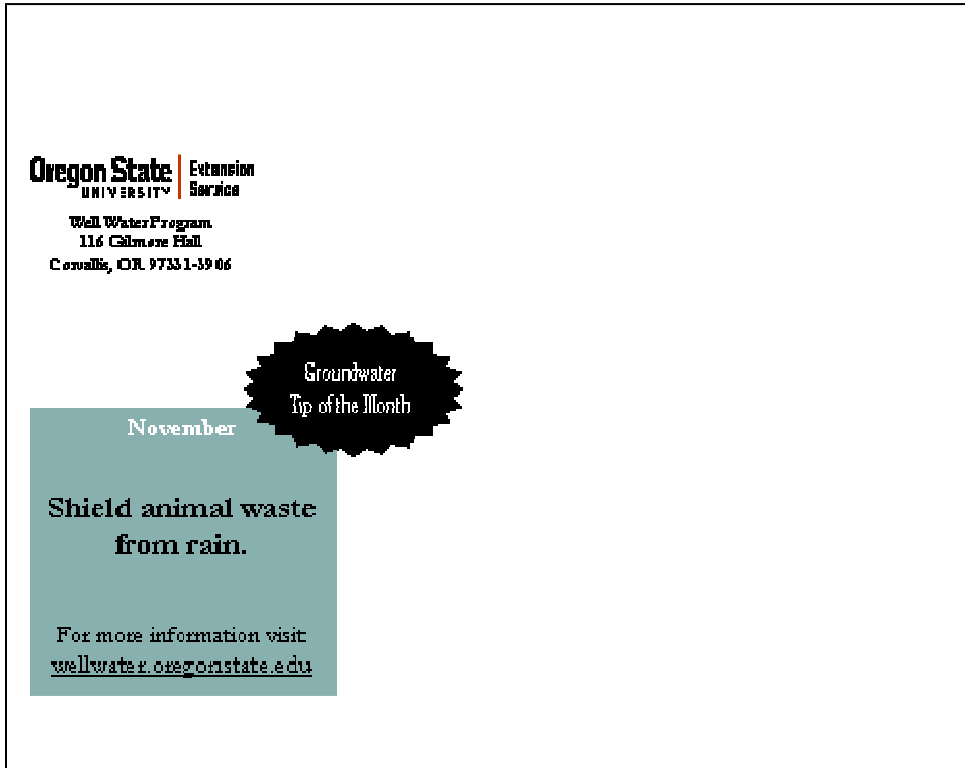 Oregon State
UNIVERSITY
Extension
Service
Well Water Program
116 Gilmore Hall
Corvallis, OR 97331-3906
Groundwater
Tip of the Month
November
Shield animal waste
from rain.
For more information visit
wellwater.oregonstate.edu